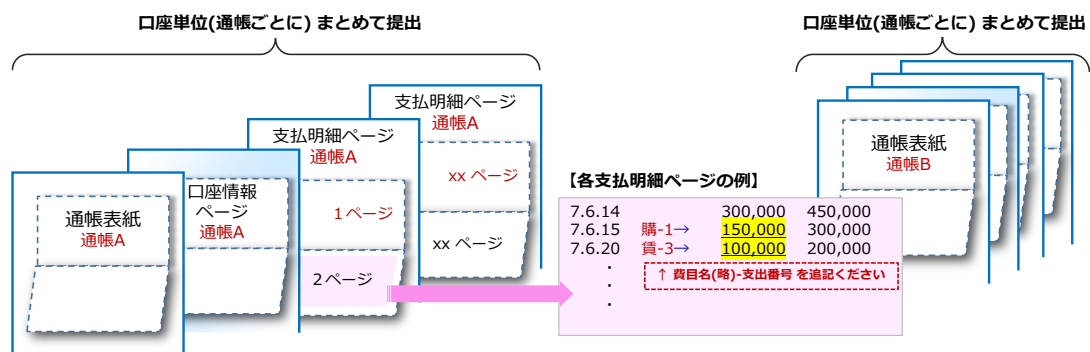 口座単位(通帳ごとに) まとめて提出
通帳表紙
通帳A
口座情報
ページ
通帳A
支払明細ページ
通帳A
1ページ
2ページ
支払明細ページ
通帳A
xx ページ
xx ページ
【各支払明細ページの例】
7.6.14 300,000 450,000
7.6.15 購-1→ 150,000 300,000
7.6.20 賃-3→ 100,000 200,000
・
↑ 費目名(略)-支出番号 を追記ください
・
・
口座単位(通帳ごとに) まとめて提出
通帳表紙
通帳B